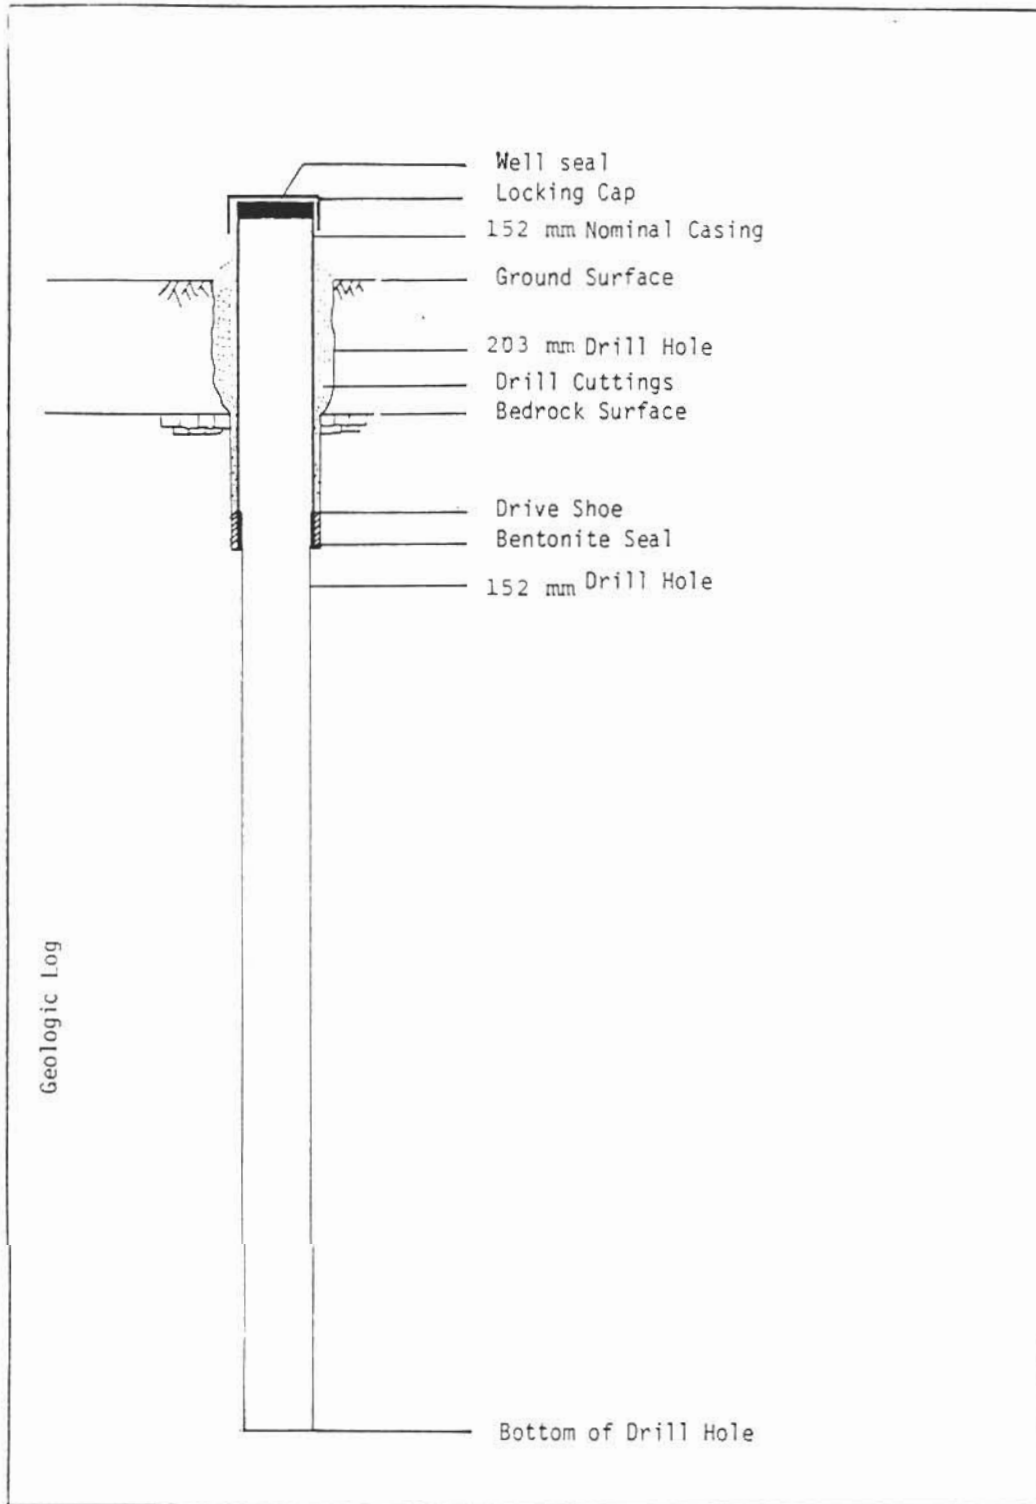 Well seal
Locking Cap
152 mm Nominal Casing
Ground Surface
203 mm Drill Hole
Drill Cuttings
Bedrock Surface
Drive Shoe
Bentonite Seal
152 mm Drill Hole
Geologic Log
Bottom of Drill Hole